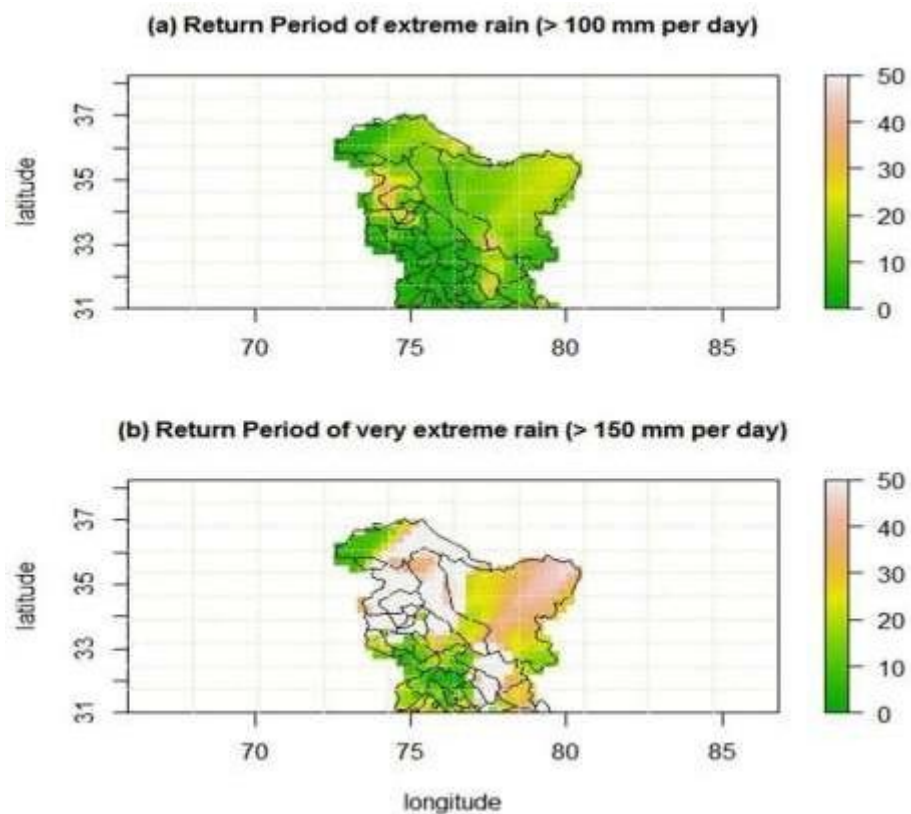 (a) Return Period of extreme rain (> 100 mm per day)
latitude
37
35
33
31
70 75 80 85
50
40
30
20
10
0
(b) Return Period of very extreme rain (> 150 mm per day)
latitude
37
35
33
31
70 75 80 85
50
40
30
20
10
0
longitude